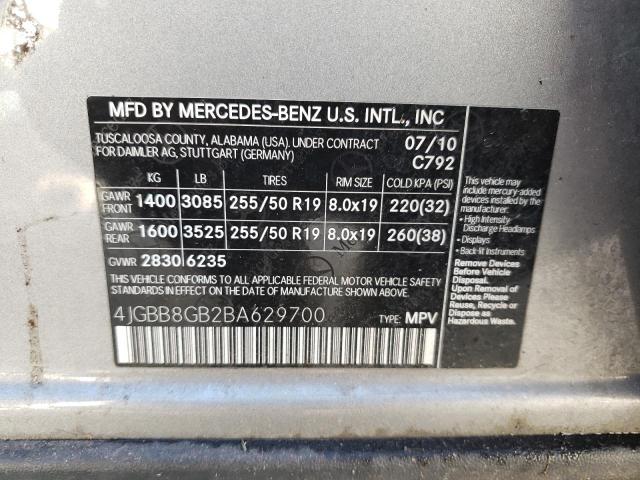 MFD BY MERCEDES-BENZ U.S. INTL., INC
TUSCALOOSA COUNTY, ALABAMA (USA). UNDER CONTRACT
FOR DAIMLER AG, STUTTGART (GERMANY)
07/10
C792
KG LB TIRES RIM SIZE COLD KPA (PSI)
GAWR FRONT 1400 3085 255/50 R19 8.0x19 220(32)
GAWR REAR 1600 3525 255/50 R19 8.0x19 260(38)
GVWR 2830 6235
THIS VEHICLE CONFORMS TO ALL APPLICABLE FEDERAL MOTOR VEHICLE SAFETY
STANDARDS IN EFFECT ON THE DATE OF MANUFACTURE SHOWN ABOVE.
4JGBB8GB2BA629700
TYPE: MPV
This vehicle may
include mercury-added
devices installed by the
manufacturer:
• High Intensity
Discharge Headlamps
• Displays
• Back-lit Instruments
Remove Devices
Before Vehicle
Disposal.
Upon Removal of
Devices Please
Reuse, Recycle or
Dispose as
Hazardous Waste.